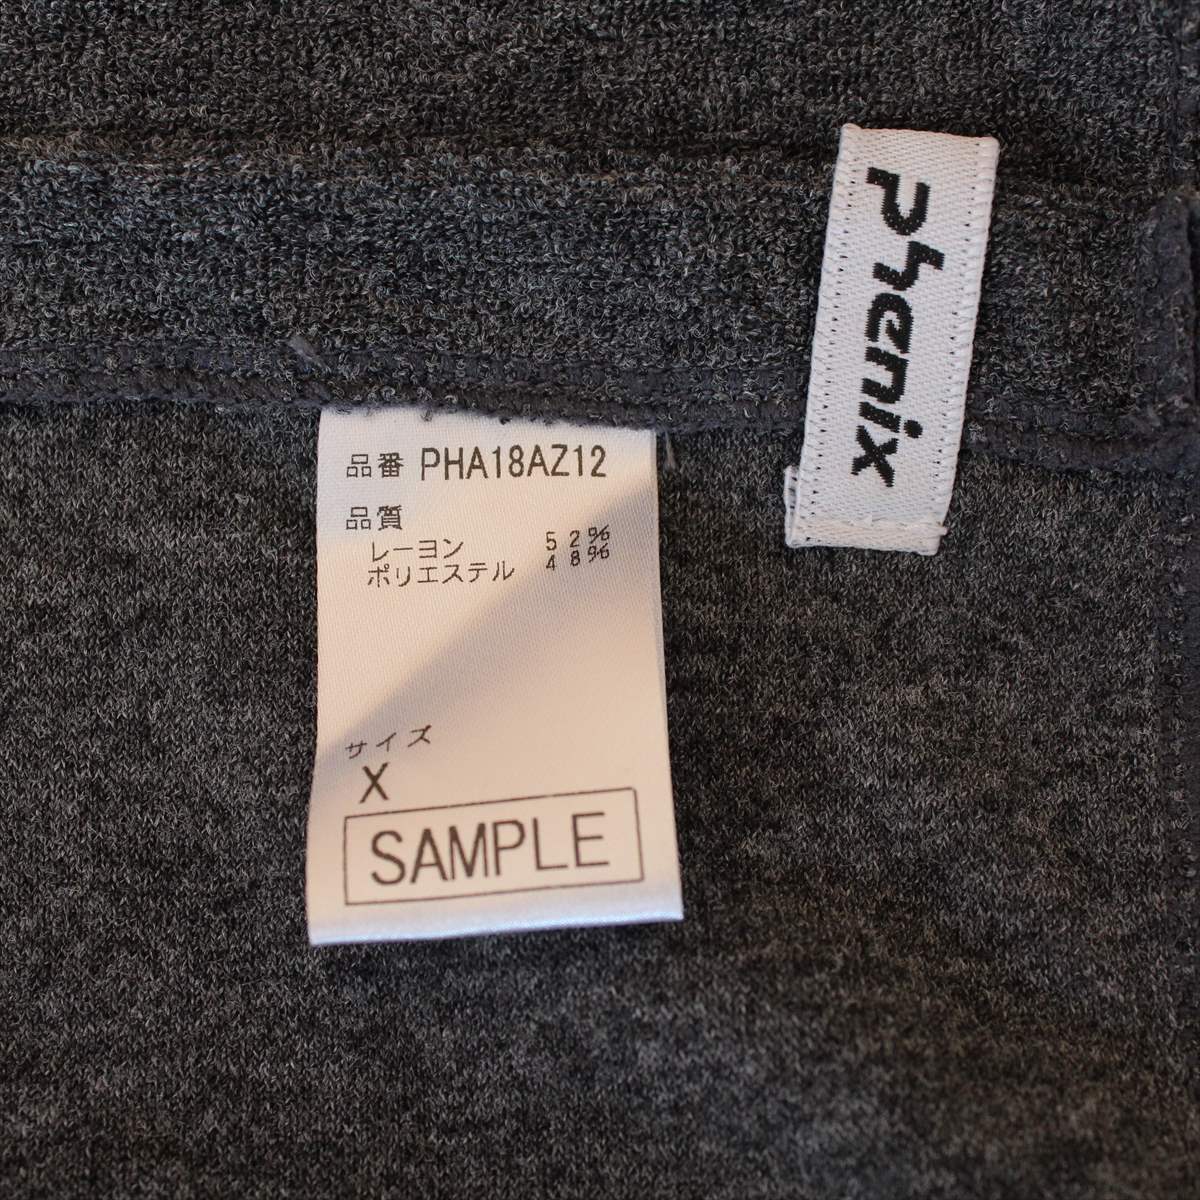 phenix
品番 PHA18AZ12
品質
レーヨン 52%
ポリエステル 48%
サイズ
X
SAMPLE